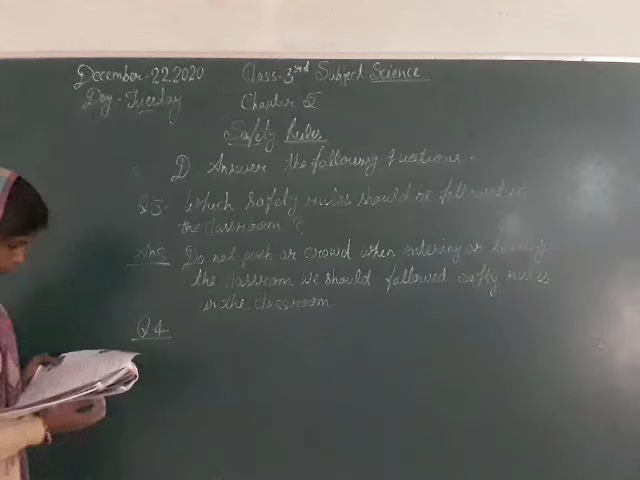 December-22.2020 Class-3rd Subject Science
Day-Tuesday Chapter
Safety Rules
D Answer the following questions.
Q3: Which safety rules should be followed in
the classroom?
Ans Do not push or crowd when entering or leaving
the classroom we should followed safty rules
in the classroom
Q4